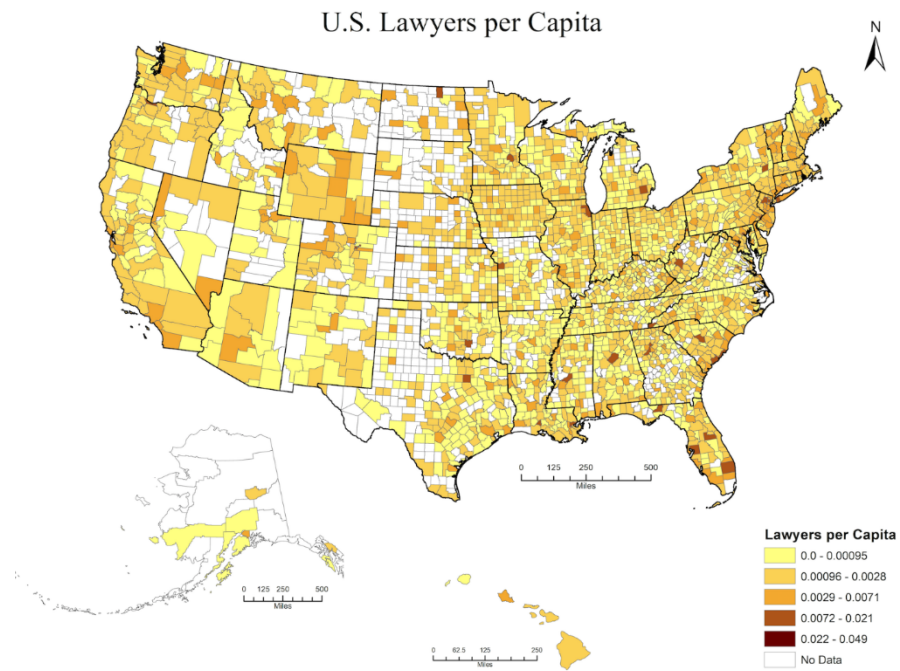 U.S. Lawyers per Capita
N
0 125 250 500
Miles
0 125 250 500
Miles
0 62.5 125 250
Miles
Lawyers per Capita
0.0 - 0.00095
0.00096 - 0.0028
0.0029 - 0.0071
0.0072 - 0.021
0.022 - 0.049
No Data